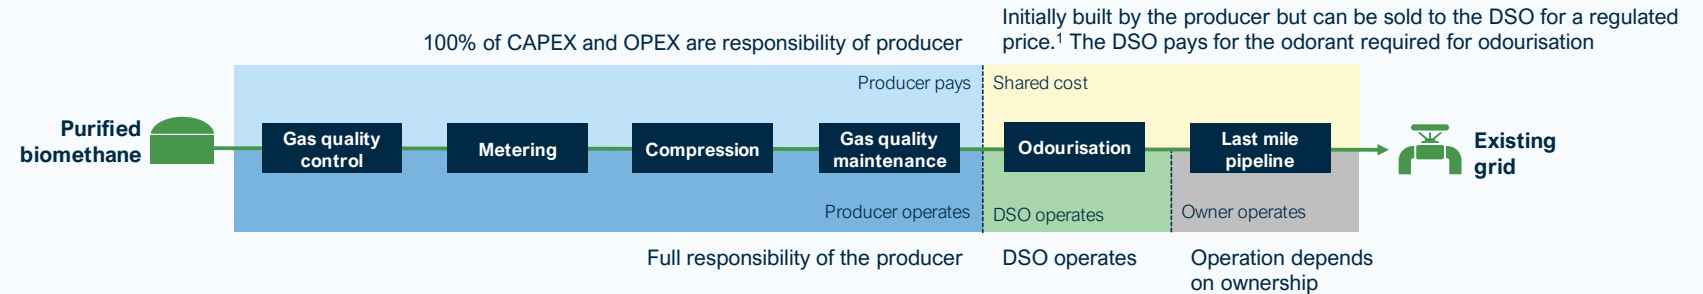 100% of CAPEX and OPEX are responsibility of producer
Initially built by the producer but can be sold to the DSO for a regulated
price.¹ The DSO pays for the odorant required for odourisation
Producer pays
Shared cost
Purified
biomethane
Gas quality
control
Metering
Compression
Gas quality
maintenance
Odourisation
Last mile
pipeline
Existing
grid
Producer operates
DSO operates
Owner operates
Full responsibility of the producer
DSO operates
Operation depends
on ownership